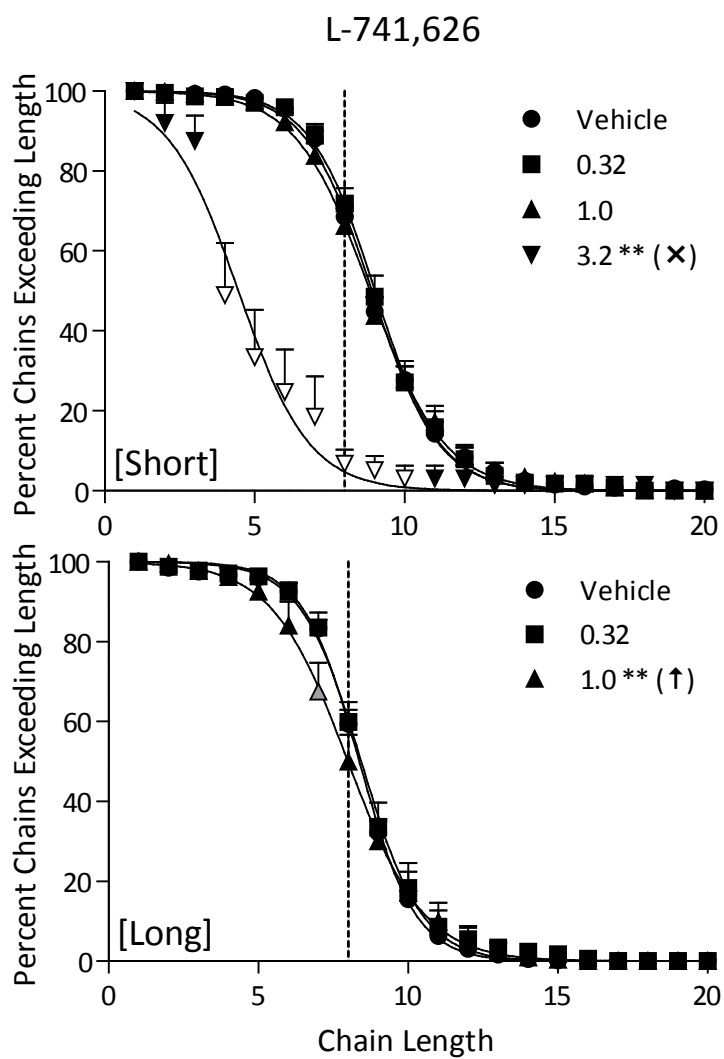 L-741,626
Percent Chains Exceeding Length
100
80
60
40
20
0
Vehicle
0.32
1.0
3.2 ** (×)
[Short]
0 5 10 15 20
Percent Chains Exceeding Length
100
80
60
40
20
0
Vehicle
0.32
1.0 ** (↑)
[Long]
0 5 10 15 20
Chain Length